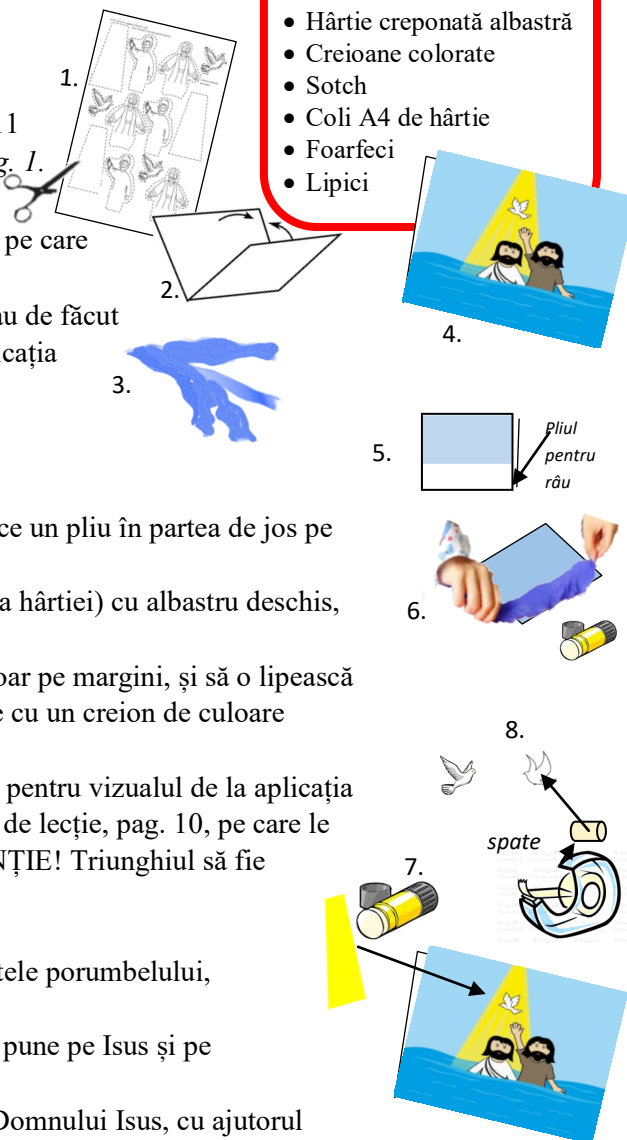 • Hârtie creponată albastră
• Creioane colorate
• Sotch
• Coli A4 de hârtie
• Foarfeci
• Lipici
1.
11
g. 1.
pe care
2.
au de făcut
icația
3.
4.
5.
Pliul
pentru
râu
ce un pliu în partea de jos pe
a hârtiei) cu albastru deschis,
6.
oar pe margini, și să o lipească
e cu un creion de culoare
8.
pentru vizualul de la aplicația
de lecție, pag. 10, pe care le
NȚIE! Triunghiul să fie
spate
7.
tele porumbelului,
pune pe Isus și pe
Domnului Isus, cu ajutorul